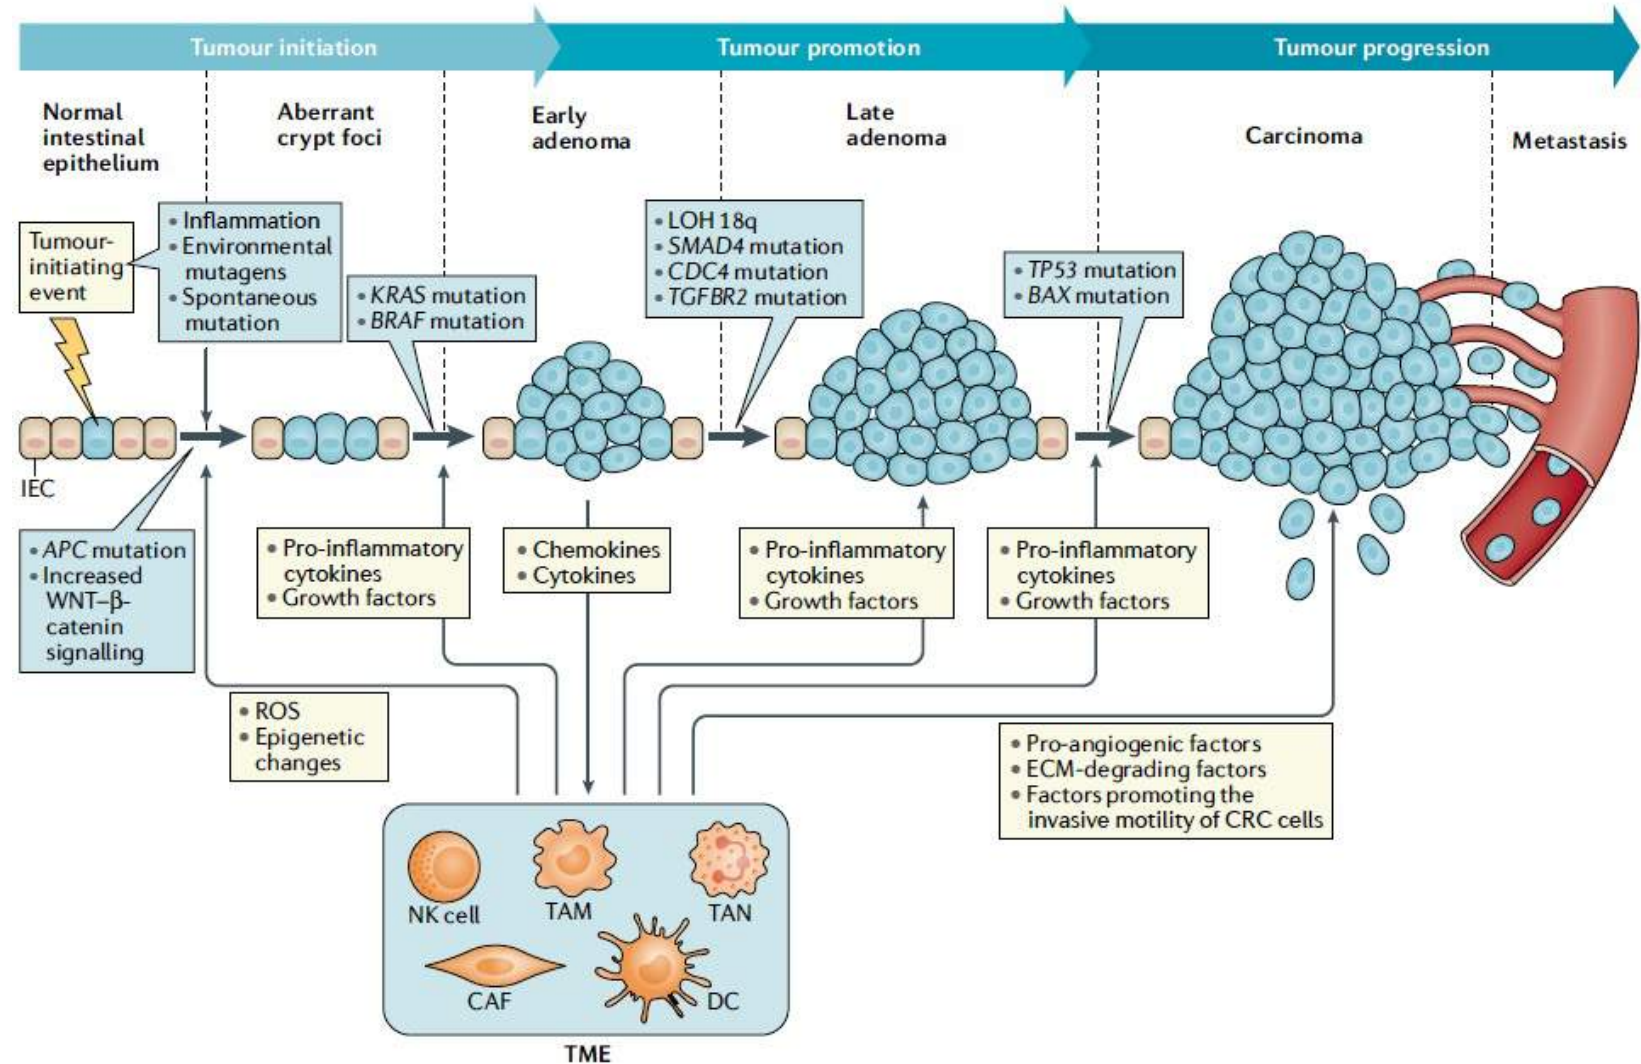 Tumour initiation
Tumour promotion
Tumour progression
Normal
intestinal
epithelium
Aberrant
crypt foci
Early
adenoma
Late
adenoma
Carcinoma
Metastasis
Tumour-
initiating
event
• Inflammation
• Environmental
mutagens
• Spontaneous
mutation
• KRAS mutation
• BRAF mutation
• LOH 18q
• SMAD4 mutation
• CDC4 mutation
• TGFBR2 mutation
• TP53 mutation
• BAX mutation
IEC
• APC mutation
• Increased
WNT–β-
catenin
signalling
• Pro-inflammatory
cytokines
• Growth factors
• Chemokines
• Cytokines
• Pro-inflammatory
cytokines
• Growth factors
• Pro-inflammatory
cytokines
• Growth factors
• ROS
• Epigenetic
changes
• Pro-angiogenic factors
• ECM-degrading factors
• Factors promoting the
invasive motility of CRC cells
NK cell
TAM
TAN
CAF
DC
TME